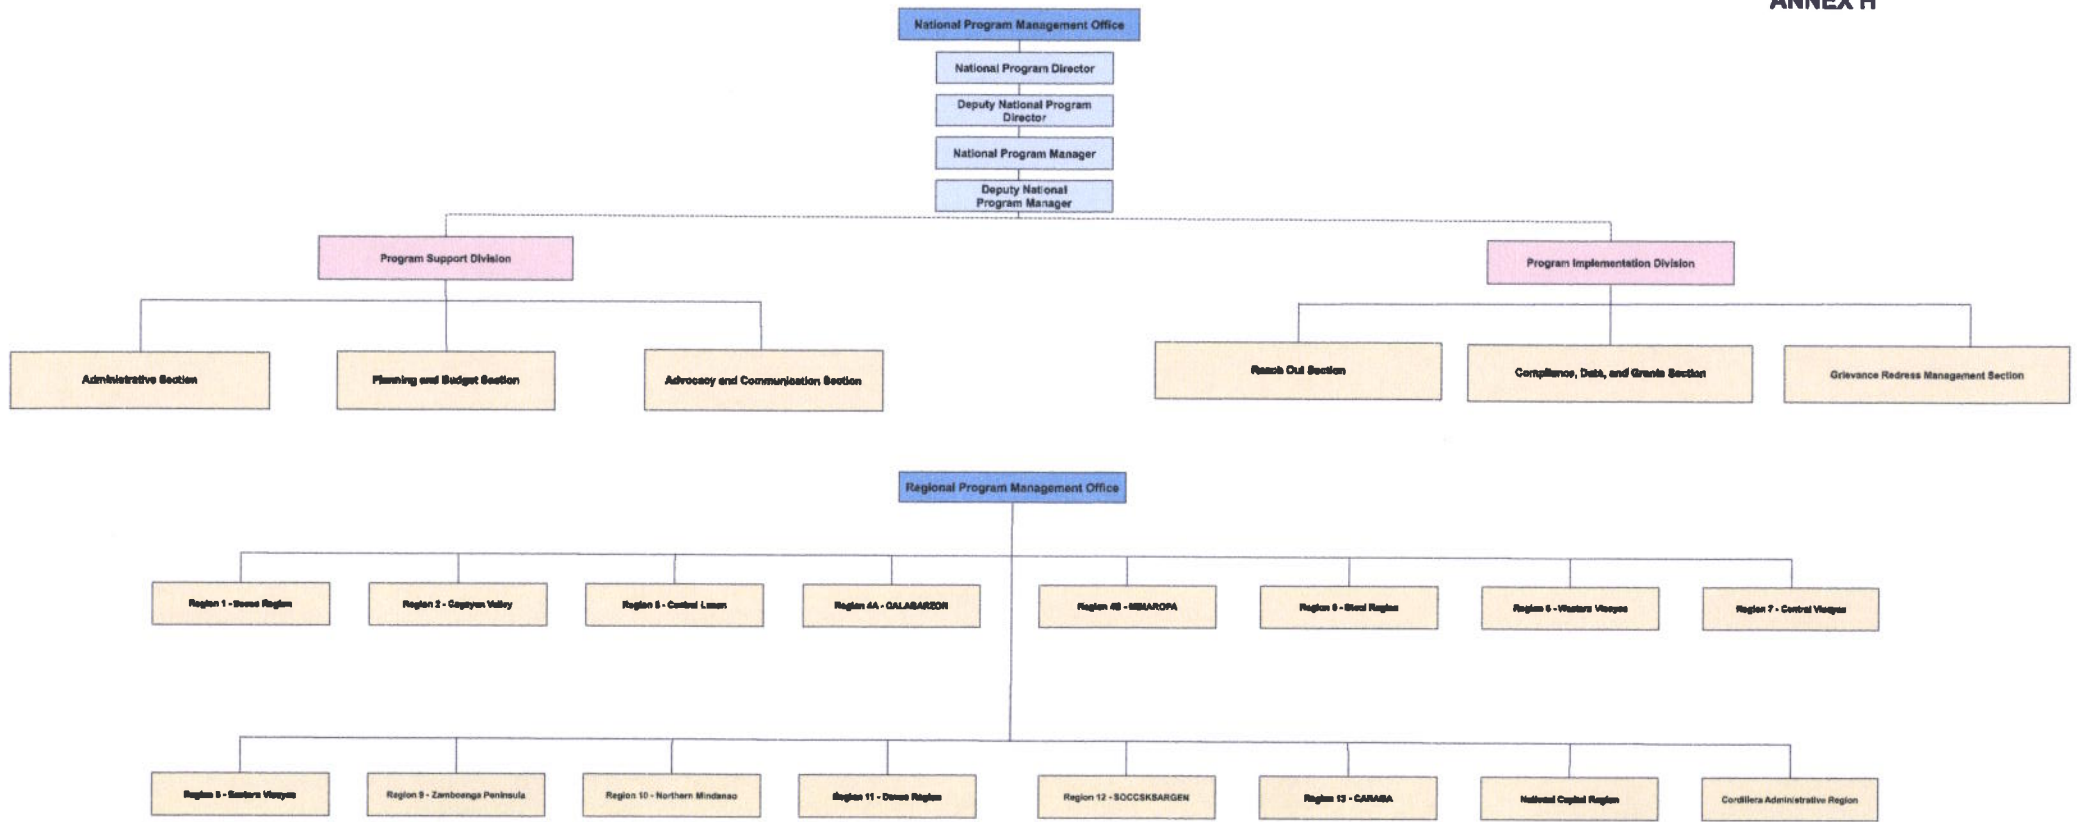 ANNEX H
National Program Management Office
National Program Director
Deputy National Program
Director
National Program Manager
Deputy National
Program Manager
Program Support Division
Program Implementation Division
Administrative Section
Planning and Budget Section
Advocacy and Communication Section
Reach Out Section
Compliance, Data, and Grants Section
Grievance Redress Management Section
Regional Program Management Office
Region 1 - Ilocos Region
Region 2 - Cagayan Valley
Region 3 - Central Luzon
Region 4A - CALABARZON
Region 4B - MIMAROPA
Region 5 - Bicol Region
Region 6 - Western Visayas
Region 7 - Central Visayas
Region 8 - Eastern Visayas
Region 9 - Zamboanga Peninsula
Region 10 - Northern Mindanao
Region 11 - Davao Region
Region 12 - SOCCSKSARGEN
Region 13 - CARAGA
National Capital Region
Cordillera Administrative Region